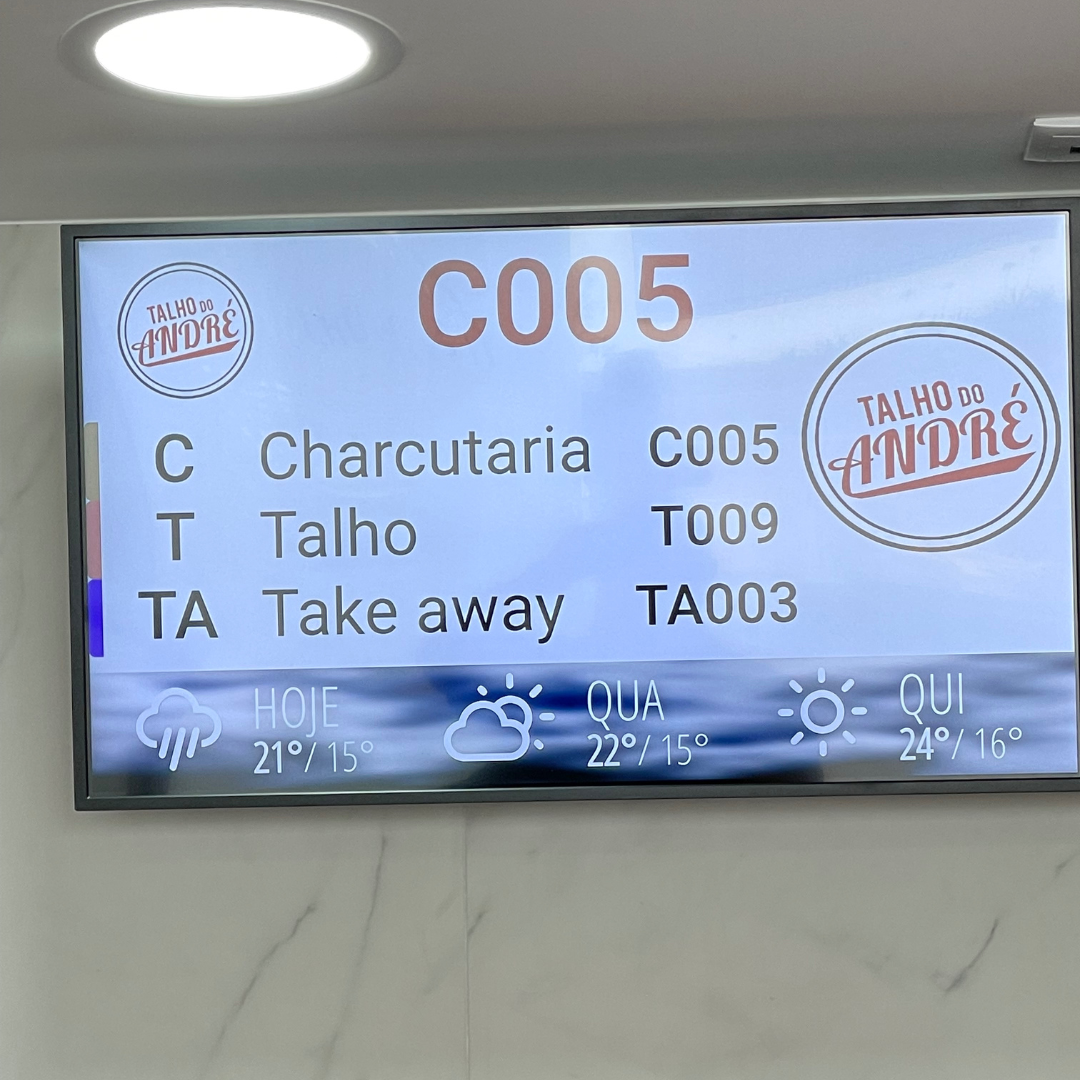 C005
TALHO DO
ANDRÉ
TALHO DO
ANDRÉ
C Charcutaria C005
T Talho T009
TA Take away TA003
HOJE
21°/ 15°
QUA
22°/ 15°
QUI
24°/ 16°